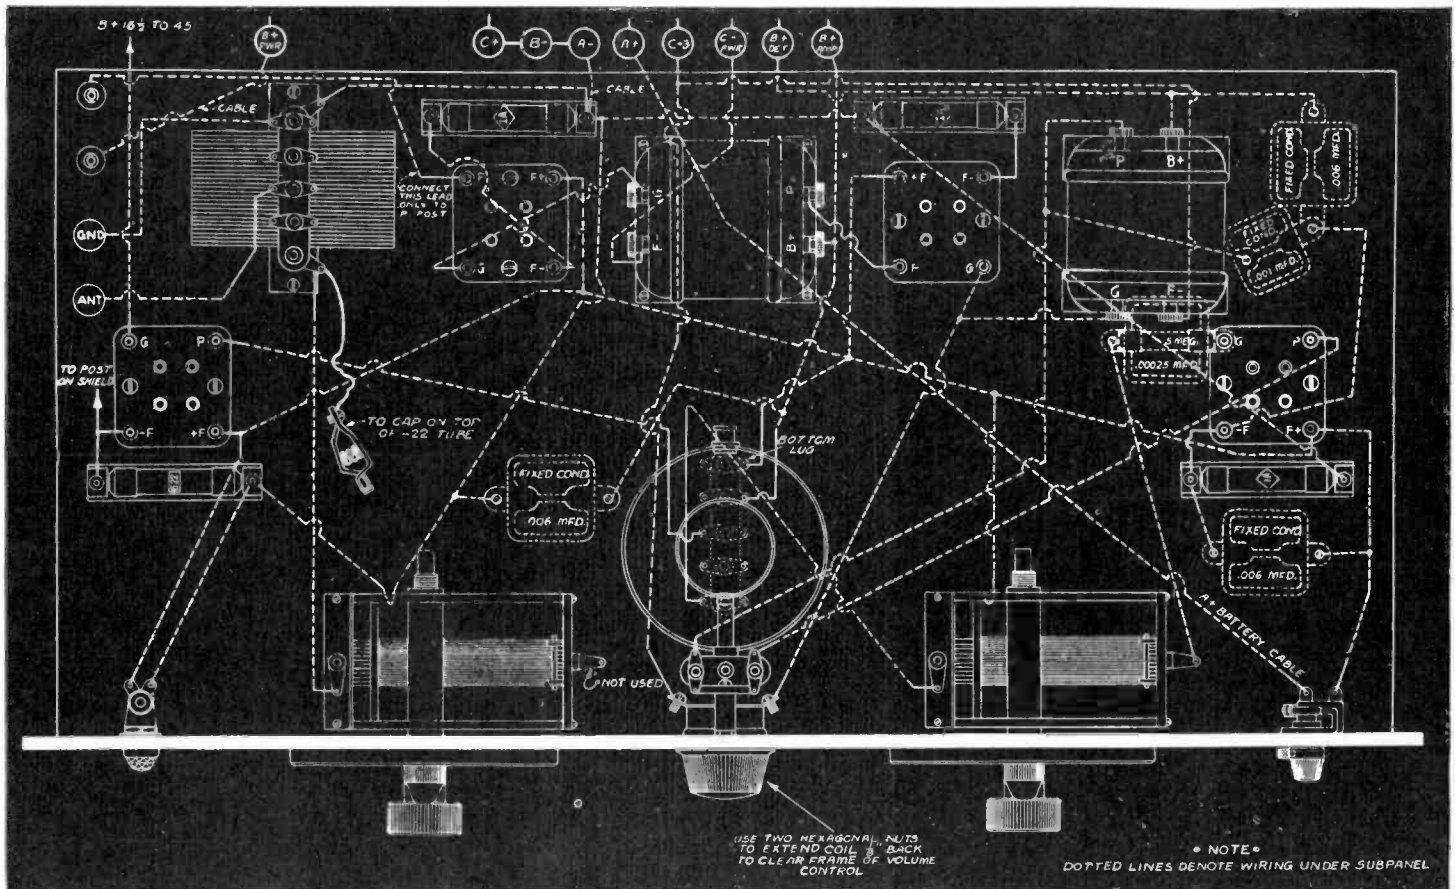 B+ 16½ TO 45
B+ PWR
C+
B-
A-
A+
C-3
C- PWR
B+ DET
B+ AMP
CABLE
CABLE
GND
ANT
CONNECT
THIS LEAD
ONLY TO
P POST
P
F+
G
F-
G
F-
P
B+
+F
F-
P
G
P
B+
G
F-
FIXED COND.
.006 MFD.
FIXED
COND.
.001 MFD.
5 MEG.
.00025 MFD.
G
P
-F
F+
G
P
-F
+F
TO POST
ON SHIELD
TO CAP ON TOP
OF -22 TUBE
FIXED COND.
.006 MFD.
BOTTOM
LUG
FIXED COND.
.006 MFD.
A+ BATTERY
CABLE
NOT USED
USE TWO HEXAGONAL NUTS
TO EXTEND COIL BACK
TO CLEAR FRAME OF VOLUME
CONTROL
• NOTE •
DOTTED LINES DENOTE WIRING UNDER SUBPANEL